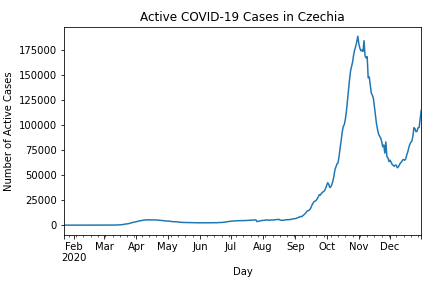 Active COVID-19 Cases in Czechia
Number of Active Cases
175000
150000
125000
100000
75000
50000
25000
0
Feb Mar Apr May Jun Jul Aug Sep Oct Nov Dec
2020
Day